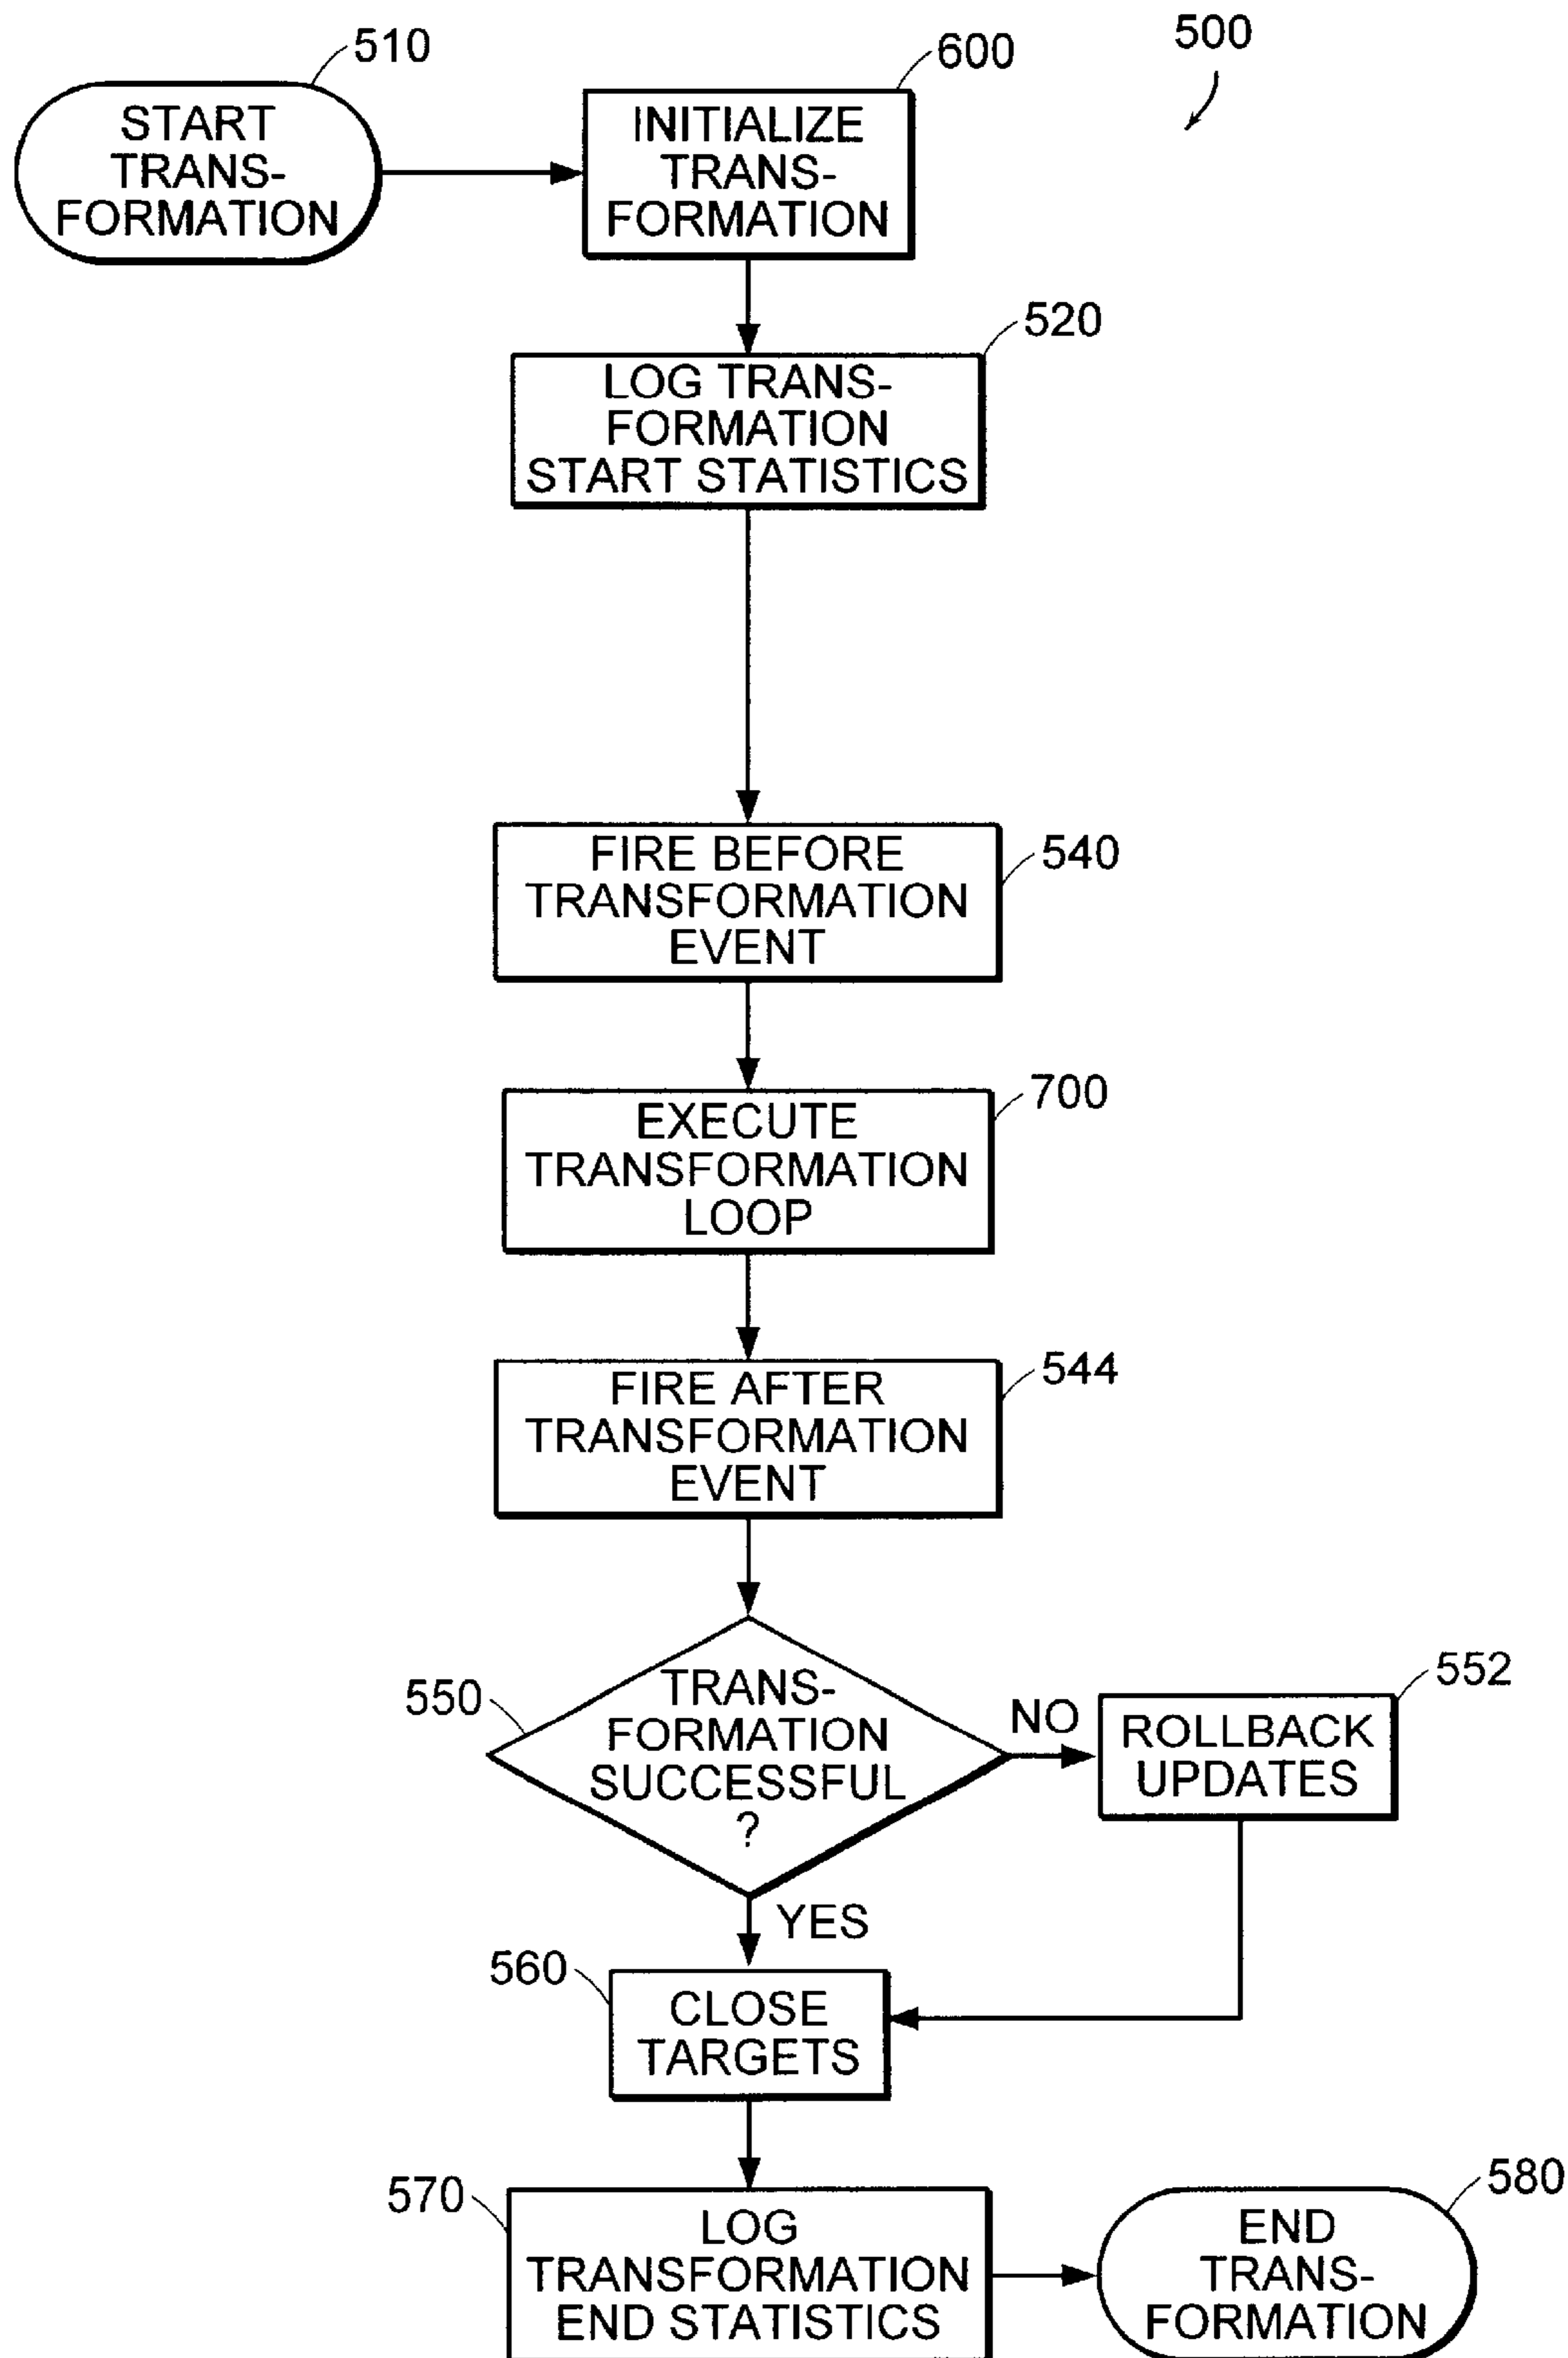 510
START
TRANS-
FORMATION
600
INITIALIZE
TRANS-
FORMATION
500
520
LOG TRANS-
FORMATION
START STATISTICS
540
FIRE BEFORE
TRANSFORMATION
EVENT
700
EXECUTE
TRANSFORMATION
LOOP
544
FIRE AFTER
TRANSFORMATION
EVENT
550
TRANS-
FORMATION
SUCCESSFUL
?
NO
552
ROLLBACK
UPDATES
YES
560
CLOSE
TARGETS
570
LOG
TRANSFORMATION
END STATISTICS
580
END
TRANS-
FORMATION